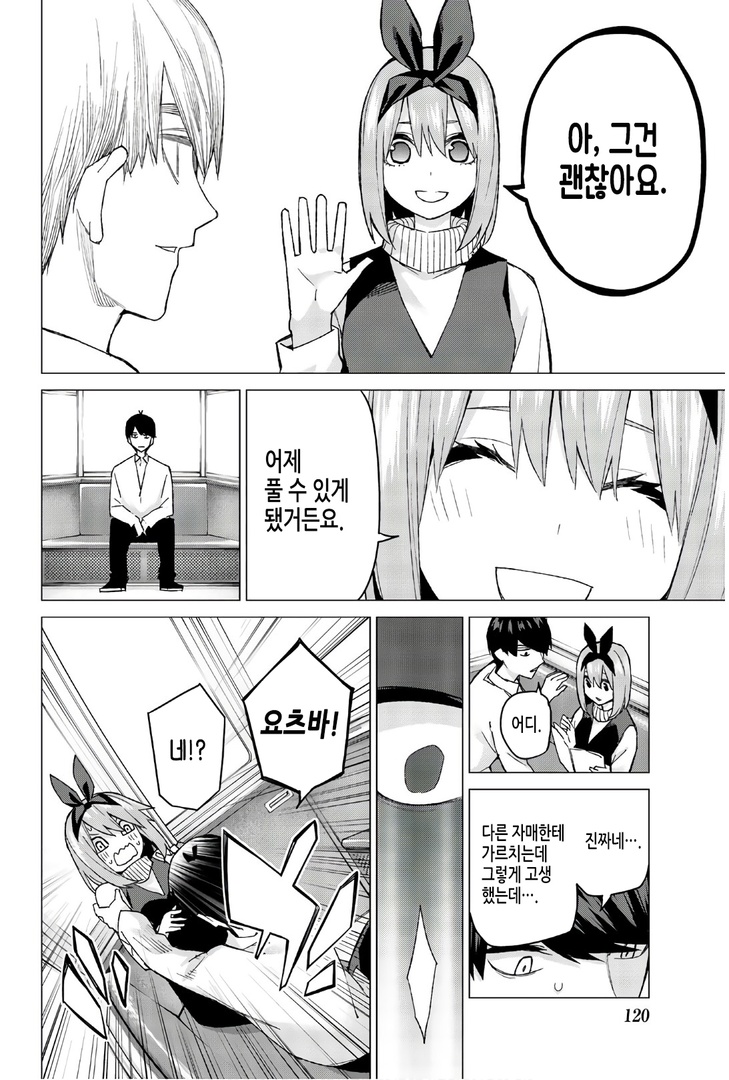 아, 그건
괜찮아요.
어제
풀 수 있게
됐거든요.
어디.
진짜네….
다른 자매한테
가르치는데
그렇게 고생
했는데….
요츠바!
네!?
120